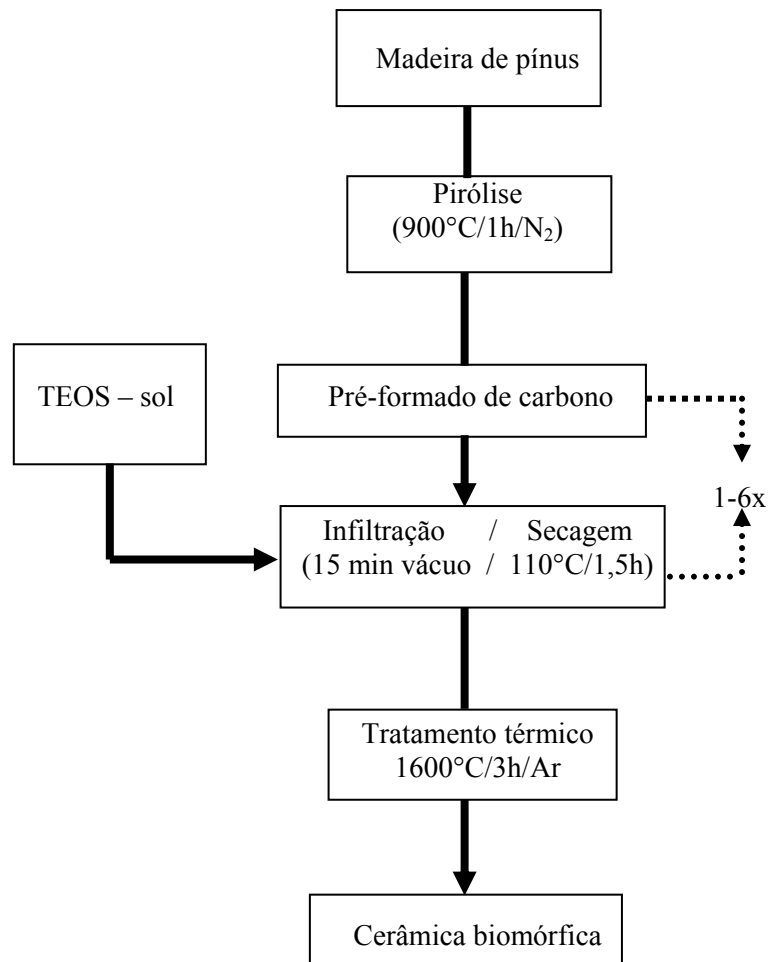 Madeira de pínus
Pirólise
(900°C/1h/N₂)
TEOS – sol
Pré-formado de carbono
1-6x
Infiltração / Secagem
(15 min vácuo / 110°C/1,5h)
Tratamento térmico
1600°C/3h/Ar
Cerâmica biomórfica